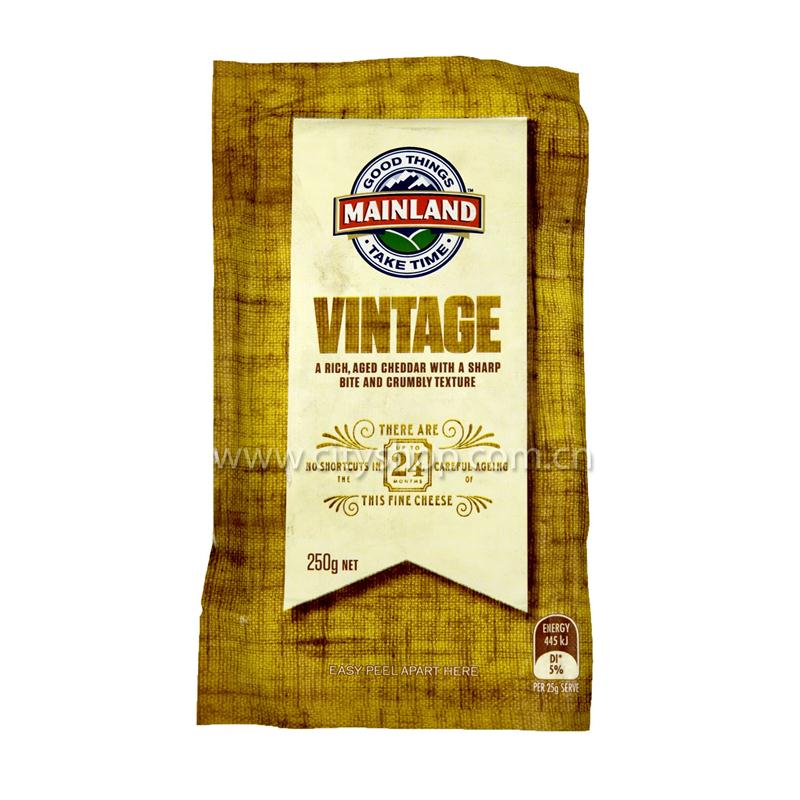 GOOD THINGS
MAINLAND™
· TAKE TIME ·
VINTAGE
A RICH, AGED CHEDDAR WITH A SHARP
BITE AND CRUMBLY TEXTURE
THERE ARE
UP TO
NO SHORTCUTS IN 24 CAREFUL AGEING
THE MONTHS OF
THIS FINE CHEESE
www.cityshop.com.cn
250g NET
ENERGY
445 kJ
DI*
5%
PER 25g SERVE
EASY PEEL APART HERE